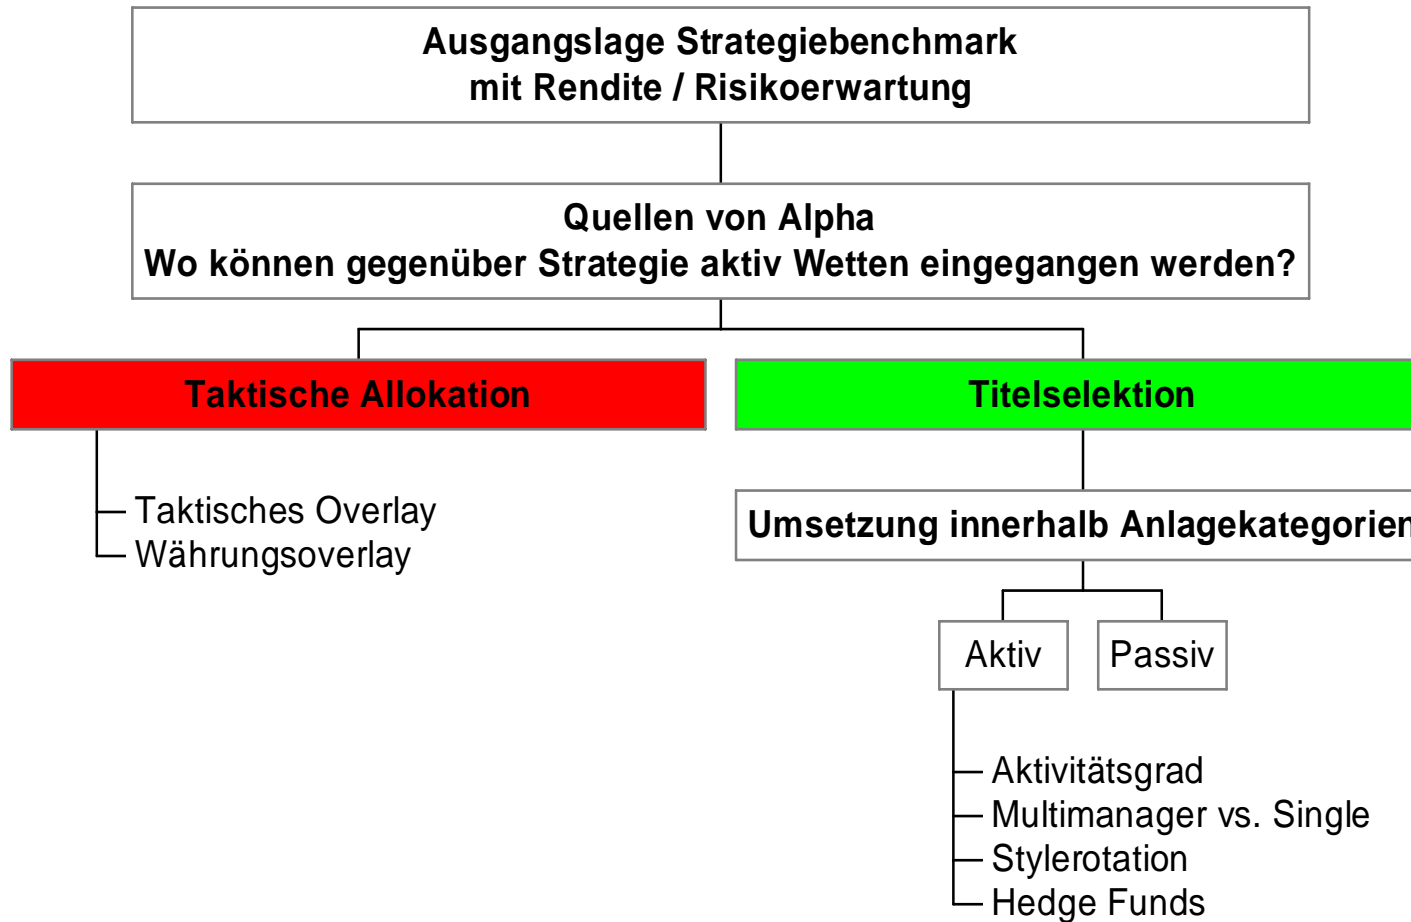 Ausgangslage Strategiebenchmark
mit Rendite / Risikoerwartung
Quellen von Alpha
Wo können gegenüber Strategie aktiv Wetten eingegangen werden?
Taktische Allokation
Titelselektion
Taktisches Overlay
Währungsoverlay
Umsetzung innerhalb Anlagekategorien
Aktiv
Passiv
Aktivitätsgrad
Multimanager vs. Single
Stylerotation
Hedge Funds